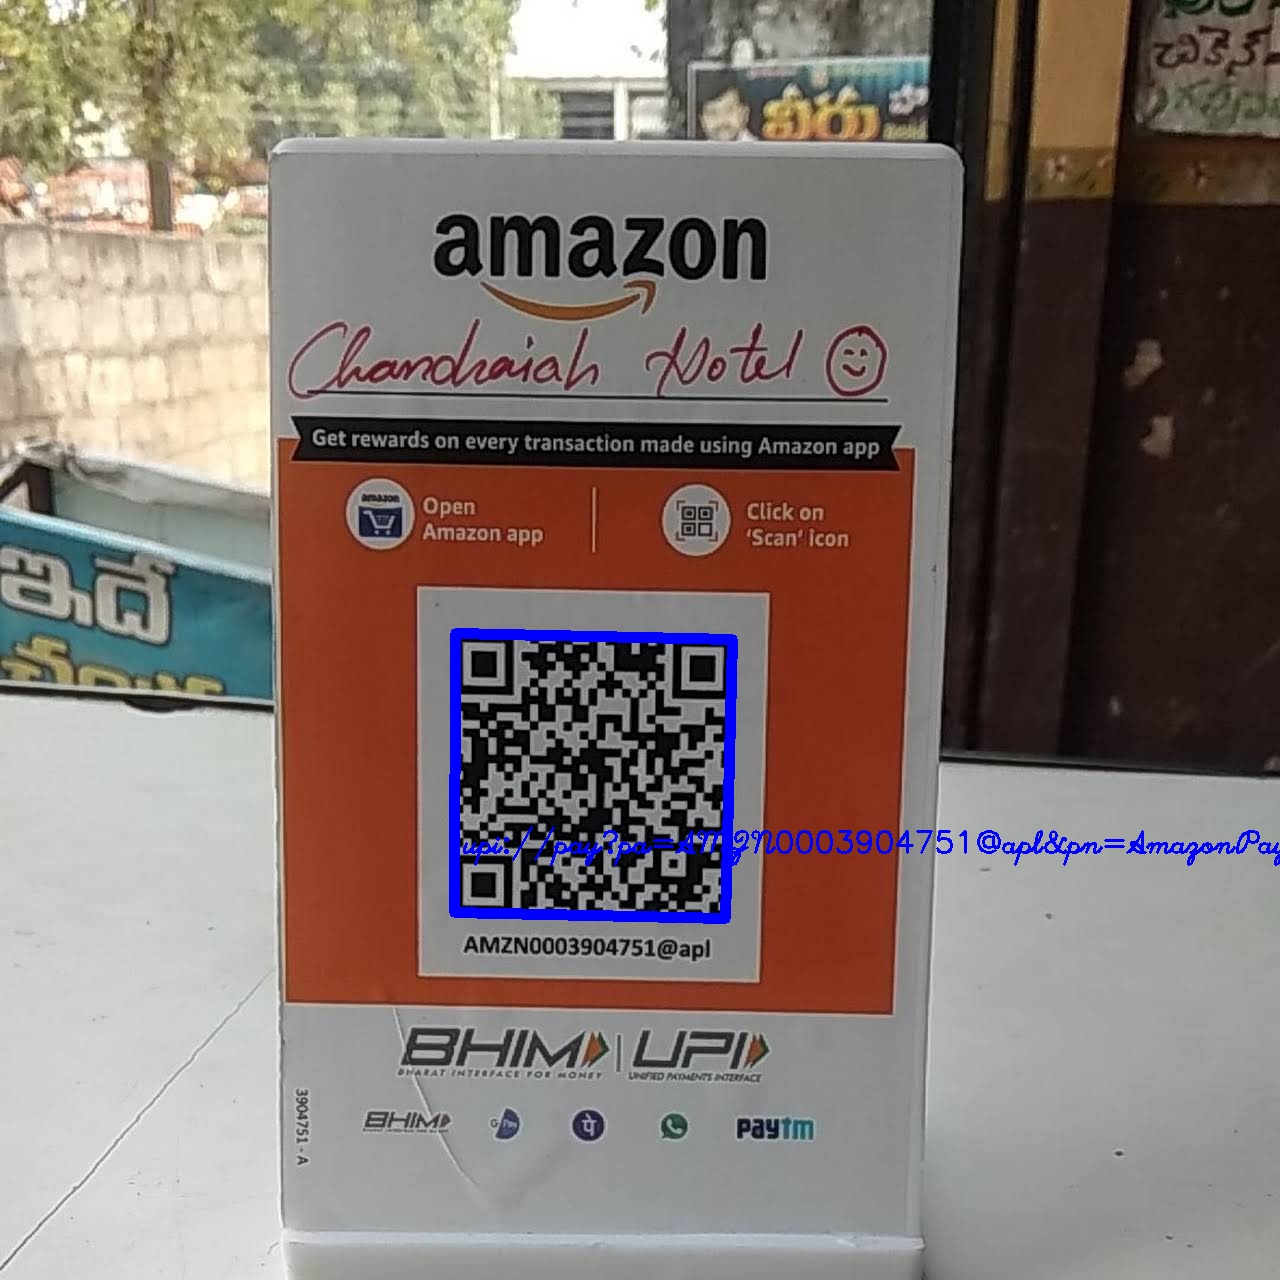 వీరు
చికెన్
amazon
Chandraiah Hotel
Get rewards on every transaction made using Amazon app
amazon
Open
Amazon app
Click on
'Scan' icon
ఇదే
upi://pay?pa=AMZN0003904751@apl&pn=AmazonPay
AMZN0003904751@apl
BHIM | UPI
BHARAT INTERFACE FOR MONEY
UNIFIED PAYMENTS INTERFACE
BHIM
G Pay
पे
paytm
3904751 - A